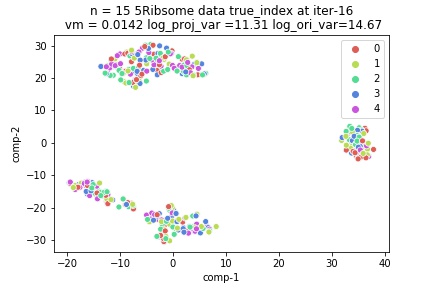 n = 15 5Ribsome data true_index at iter-16
vm = 0.0142 log_proj_var =11.31 log_ori_var=14.67
30
20
10
0
−10
−20
−30
comp-2
0
1
2
3
4
−20 −10 0 10 20 30 40
comp-1